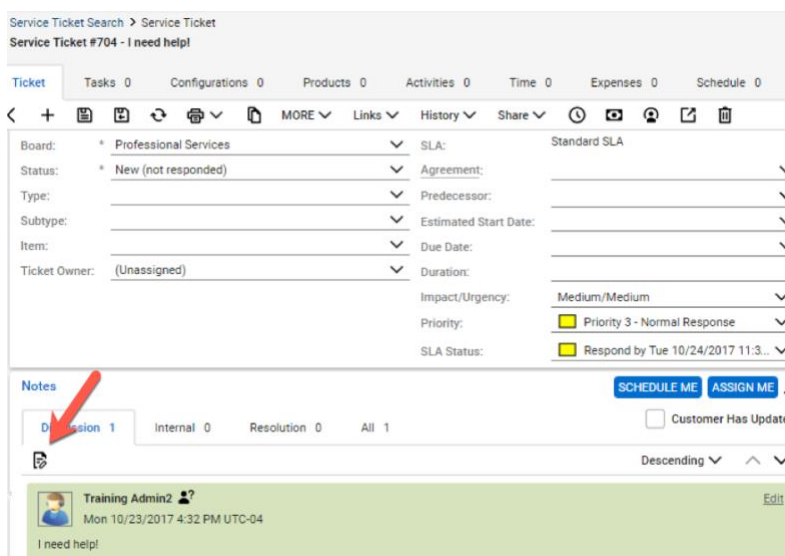 Service Ticket Search > Service Ticket
Service Ticket #704 - I need help!
Ticket Tasks 0 Configurations 0 Products 0 Activities 0 Time 0 Expenses 0 Schedule 0
MORE Links History Share
Board: * Professional Services SLA: Standard SLA
Status: * New (not responded) Agreement:
Type: Predecessor:
Subtype: Estimated Start Date:
Item: Due Date:
Ticket Owner: (Unassigned) Duration:
Impact/Urgency: Medium/Medium
Priority: Priority 3 - Normal Response
SLA Status: Respond by Tue 10/24/2017 11:3...
Notes SCHEDULE ME ASSIGN ME
1 Internal 0 Resolution 0 All 1 Customer Has Update
Descending
Training Admin2 ? Edit
Mon 10/23/2017 4:32 PM UTC-04
I need help!